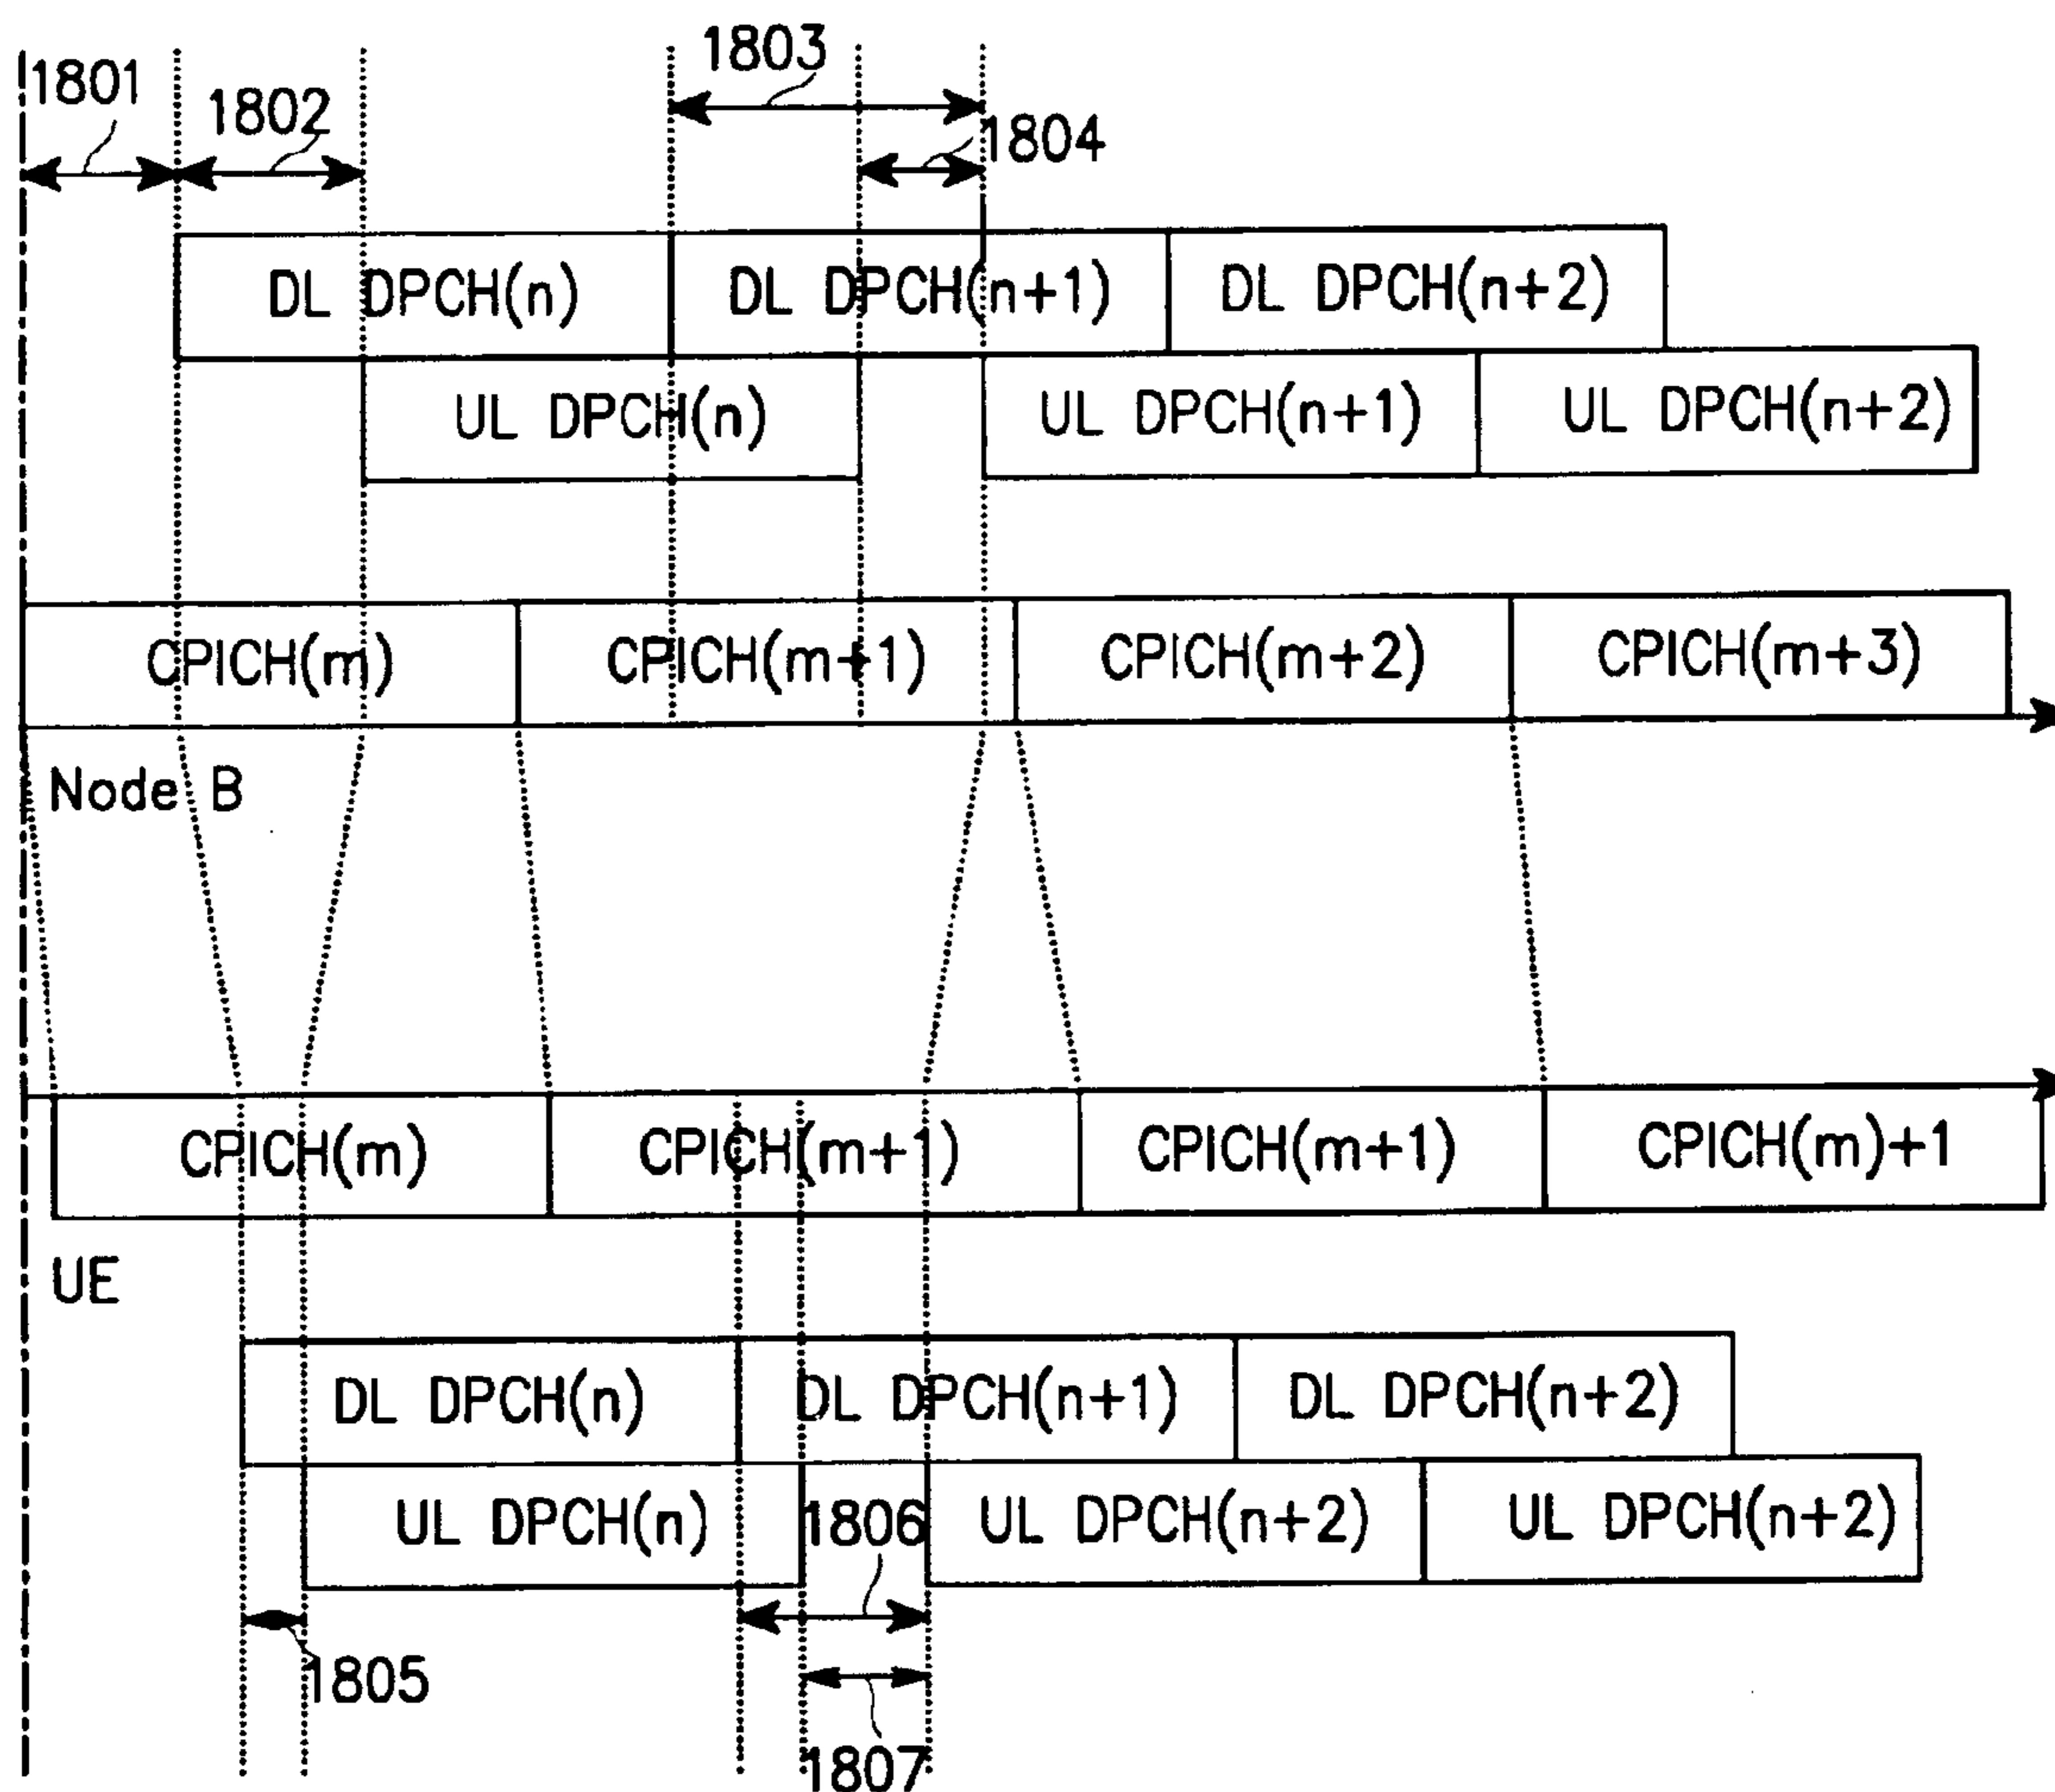 1803
1801
1802
1804
DL DPCH(n)
DL DPCH(n+1)
DL DPCH(n+2)
UL DPCH(n)
UL DPCH(n+1)
UL DPCH(n+2)
CPICH(m)
CPICH(m+1)
CPICH(m+2)
CPICH(m+3)
Node B
CPICH(m)
CPICH(m+1)
CPICH(m+1)
CPICH(m)+1
UE
DL DPCH(n)
DL DPCH(n+1)
DL DPCH(n+2)
UL DPCH(n)
1806
UL DPCH(n+2)
UL DPCH(n+2)
1805
1807